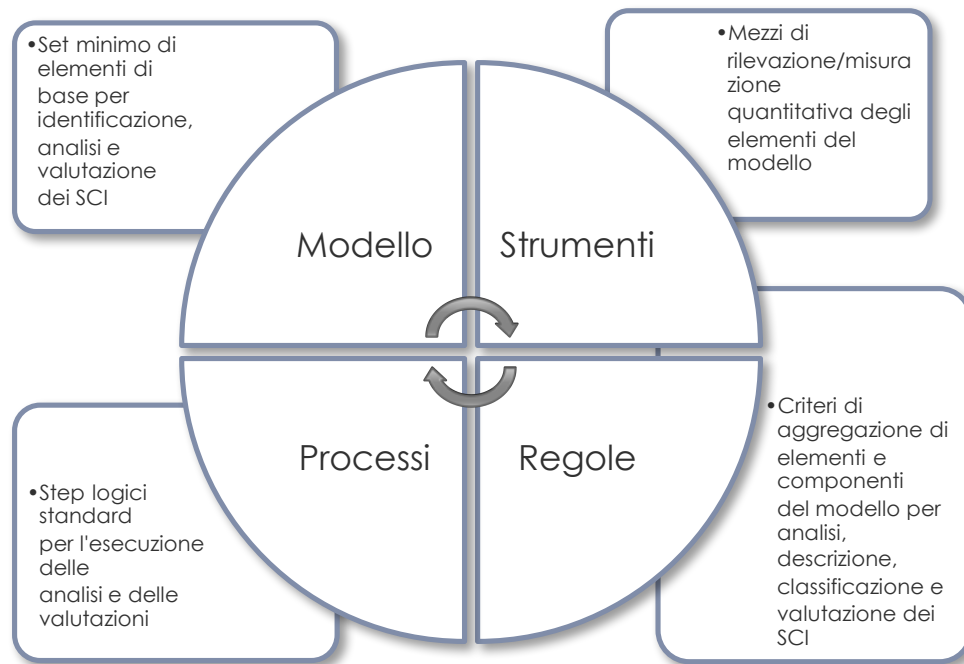 •Set minimo di
elementi di
base per
identificazione,
analisi e
valutazione
dei SCI
•Mezzi di
rilevazione/misura
zione
quantitativa degli
elementi del
modello
Modello
Strumenti
Processi
Regole
•Step logici
standard
per l'esecuzione
delle
analisi e delle
valutazioni
•Criteri di
aggregazione di
elementi e
componenti
del modello per
analisi,
descrizione,
classificazione e
valutazione dei
SCI